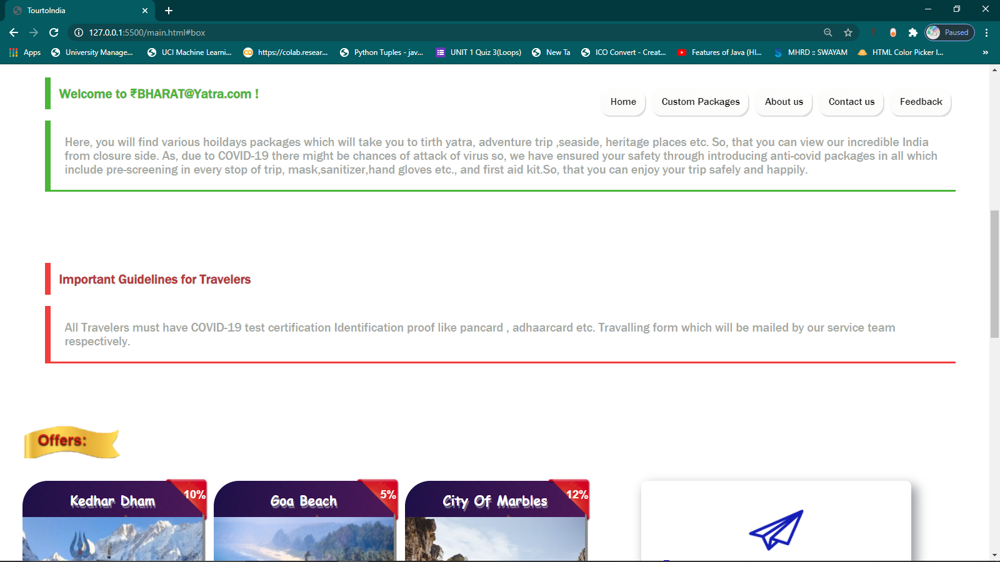 TourtoIndia
127.0.0.1:5500/main.html#box
Paused
Apps
University Manage...
UCI Machine Learni...
https://colab.resear...
Python Tuples - jav...
UNIT 1 Quiz 3(Loops)
New Ta
ICO Convert - Creat...
Features of Java (HI...
MHRD :: SWAYAM
HTML Color Picker I...
»
Welcome to ₹BHARAT@Yatra.com !
Home
Custom Packages
About us
Contact us
Feedback
Here, you will find various hoildays packages which will take you to tirth yatra, adventure trip ,seaside, heritage places etc. So, that you can view our incredible India
from closure side. As, due to COVID-19 there might be chances of attack of virus so, we have ensured your safety through introducing anti-covid packages in all which
include pre-screening in every stop of trip, mask,sanitizer,hand gloves etc., and first aid kit.So, that you can enjoy your trip safely and happily.
Important Guidelines for Travelers
All Travelers must have COVID-19 test certification Identification proof like pancard , adhaarcard etc. Travalling form which will be mailed by our service team
respectively.
Offers:
Kedhar Dham
10%
Goa Beach
5%
City Of Marbles
12%